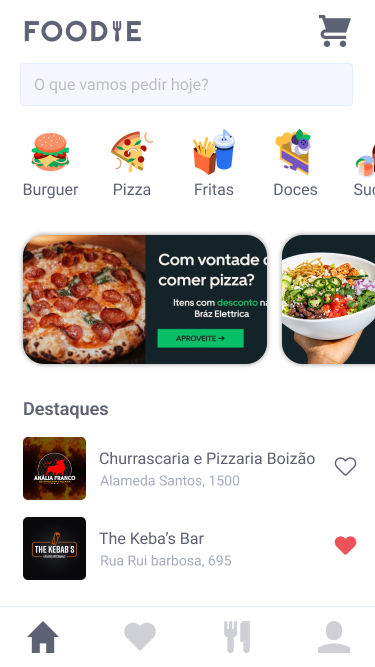 FOODIE
O que vamos pedir hoje?
Burguer Pizza Fritas Doces Suc
Com vontade d
comer pizza?
Itens com desconto na
Bráz Elettrica
APROVEITE →
Destaques
ANÁLIA FRANCO
Churrascaria e Pizzaria Boizão
Alameda Santos, 1500
THE KEBAB'S
The Keba’s Bar
Rua Rui barbosa, 695